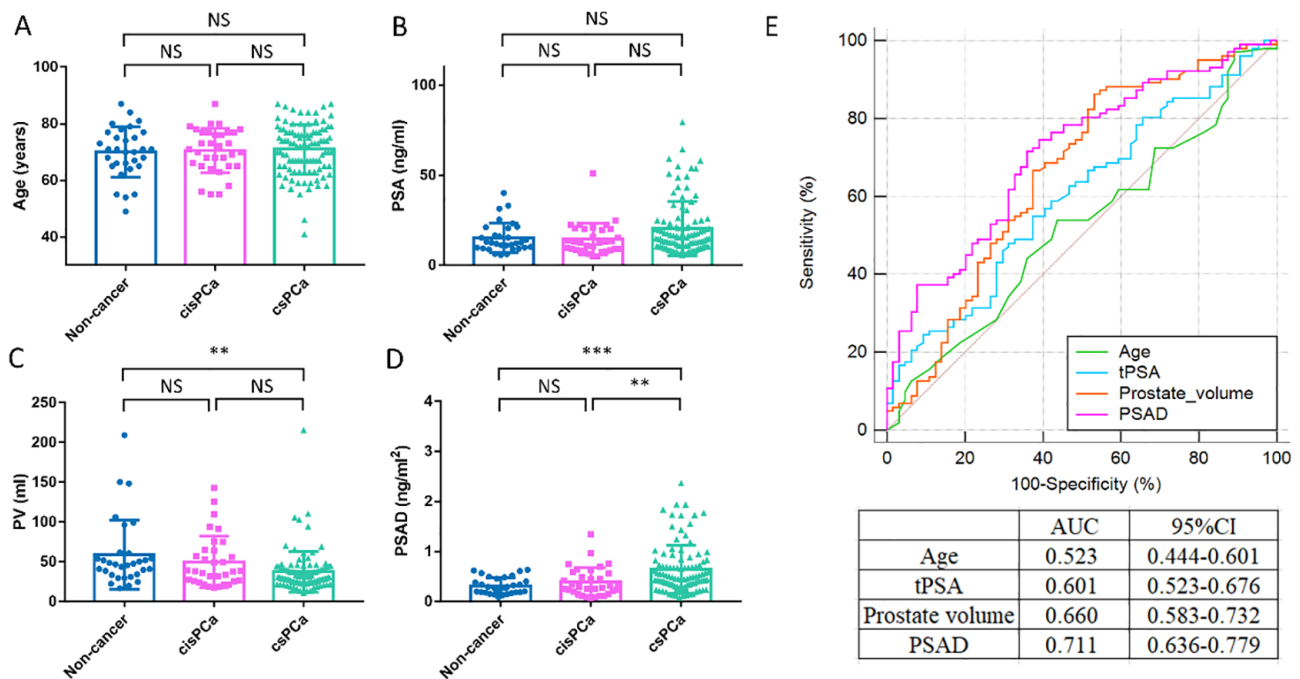 A
NS
NS
NS
Age (years)
100
80
60
40
Non-cancer
cisPCa
csPCa
B
NS
NS
NS
PSA (ng/ml)
100
50
0
Non-cancer
cisPCa
csPCa
C
**
NS
NS
PV (ml)
250
200
150
100
50
0
Non-cancer
cisPCa
csPCa
D
***
NS
**
PSAD (ng/ml²)
4
3
2
1
0
Non-cancer
cisPCa
csPCa
E
Sensitivity (%)
100
80
60
40
20
0
Age
tPSA
Prostate_volume
PSAD
0 20 40 60 80 100
100-Specificity (%)
AUC 95%CI
Age 0.523 0.444-0.601
tPSA 0.601 0.523-0.676
Prostate volume 0.660 0.583-0.732
PSAD 0.711 0.636-0.779